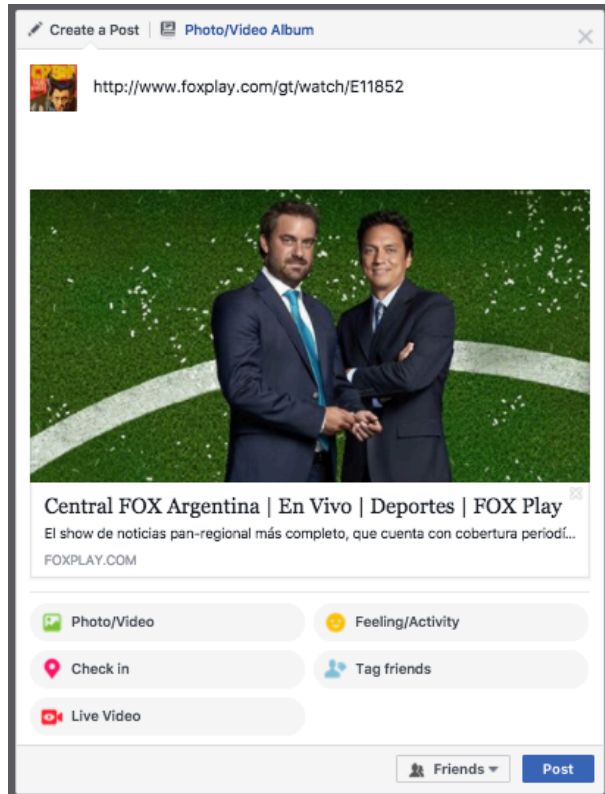 Create a Post | Photo/Video Album
http://www.foxplay.com/gt/watch/E11852
Central FOX Argentina | En Vivo | Deportes | FOX Play
El show de noticias pan-regional más completo, que cuenta con cobertura periodí...
FOXPLAY.COM
Photo/Video
Feeling/Activity
Check in
Tag friends
Live Video
Friends
Post